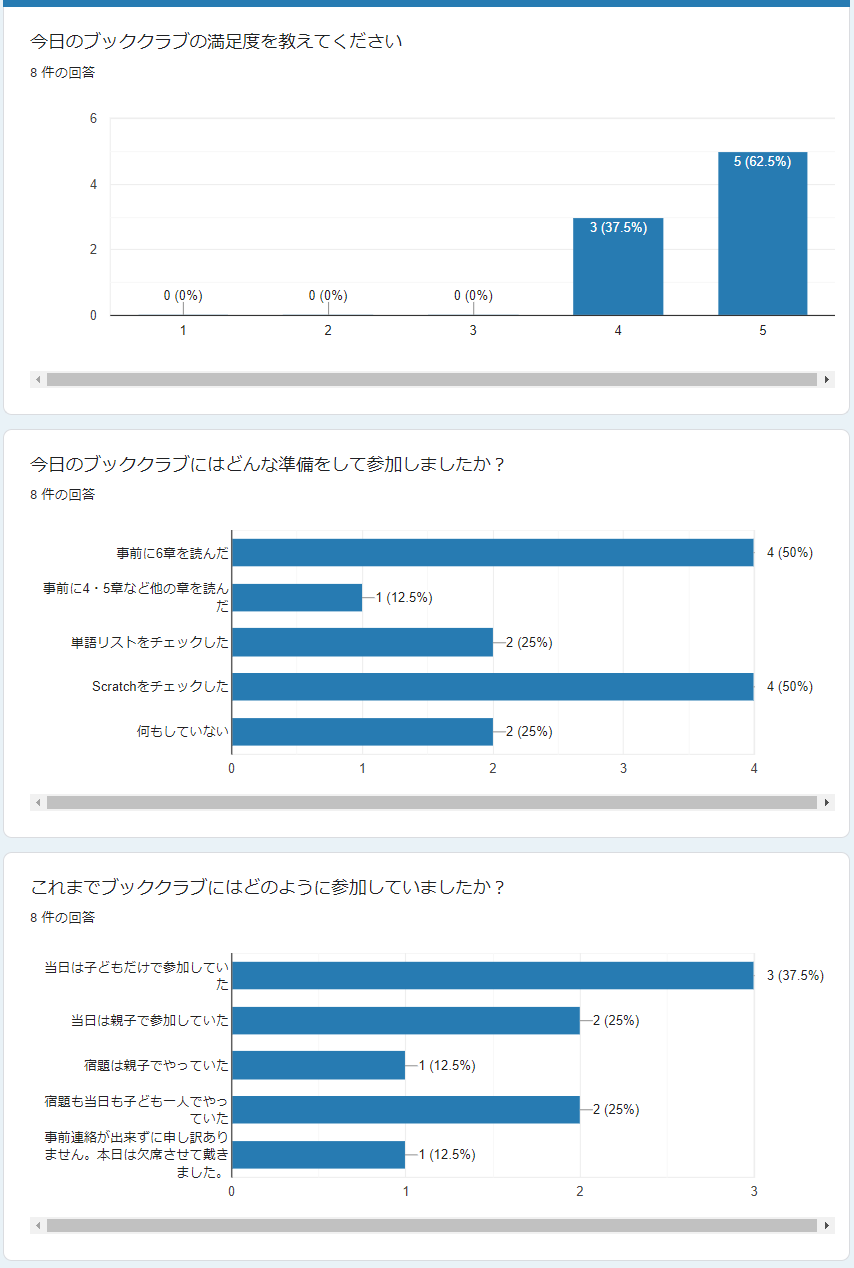 今日のブッククラブの満足度を教えてください
8 件の回答
6
4
2
0
0 (0%)
0 (0%)
0 (0%)
3 (37.5%)
5 (62.5%)
1
2
3
4
5
今日のブッククラブにはどんな準備をして参加しましたか？
8 件の回答
事前に6章を読んだ
4 (50%)
事前に4・5章など他の章を読ん
だ
1 (12.5%)
単語リストをチェックした
2 (25%)
Scratchをチェックした
4 (50%)
何もしていない
2 (25%)
0
1
2
3
4
これまでブッククラブにはどのように参加していましたか？
8 件の回答
当日は子どもだけで参加してい
た
3 (37.5%)
当日は親子で参加していた
2 (25%)
宿題は親子でやっていた
1 (12.5%)
宿題も当日も子ども一人でやっ
ていた
2 (25%)
事前連絡が出来ずに申し訳あり
ません。本日は欠席させて戴き
ました。
1 (12.5%)
0
1
2
3